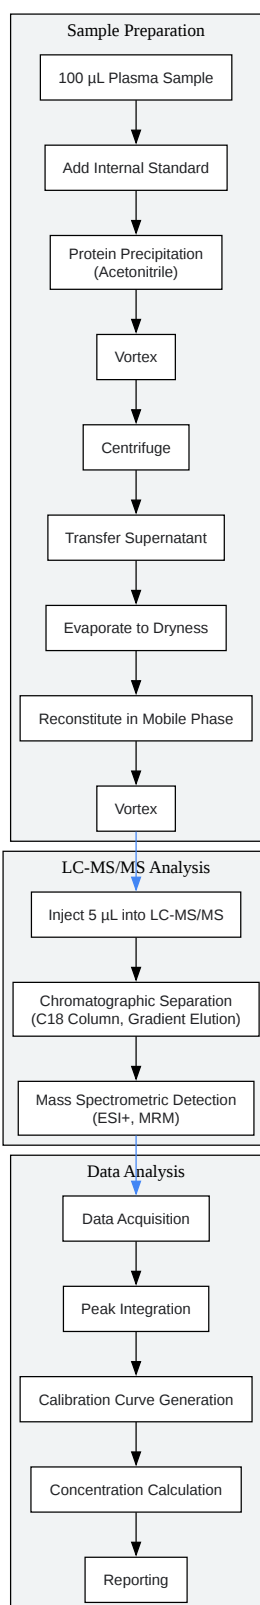 Sample Preparation
100 µL Plasma Sample
Add Internal Standard
Protein Precipitation
(Acetonitrile)
Vortex
Centrifuge
Transfer Supernatant
Evaporate to Dryness
Reconstitute in Mobile Phase
Vortex
LC-MS/MS Analysis
Inject 5 µL into LC-MS/MS
Chromatographic Separation
(C18 Column, Gradient Elution)
Mass Spectrometric Detection
(ESI+, MRM)
Data Analysis
Data Acquisition
Peak Integration
Calibration Curve Generation
Concentration Calculation
Reporting